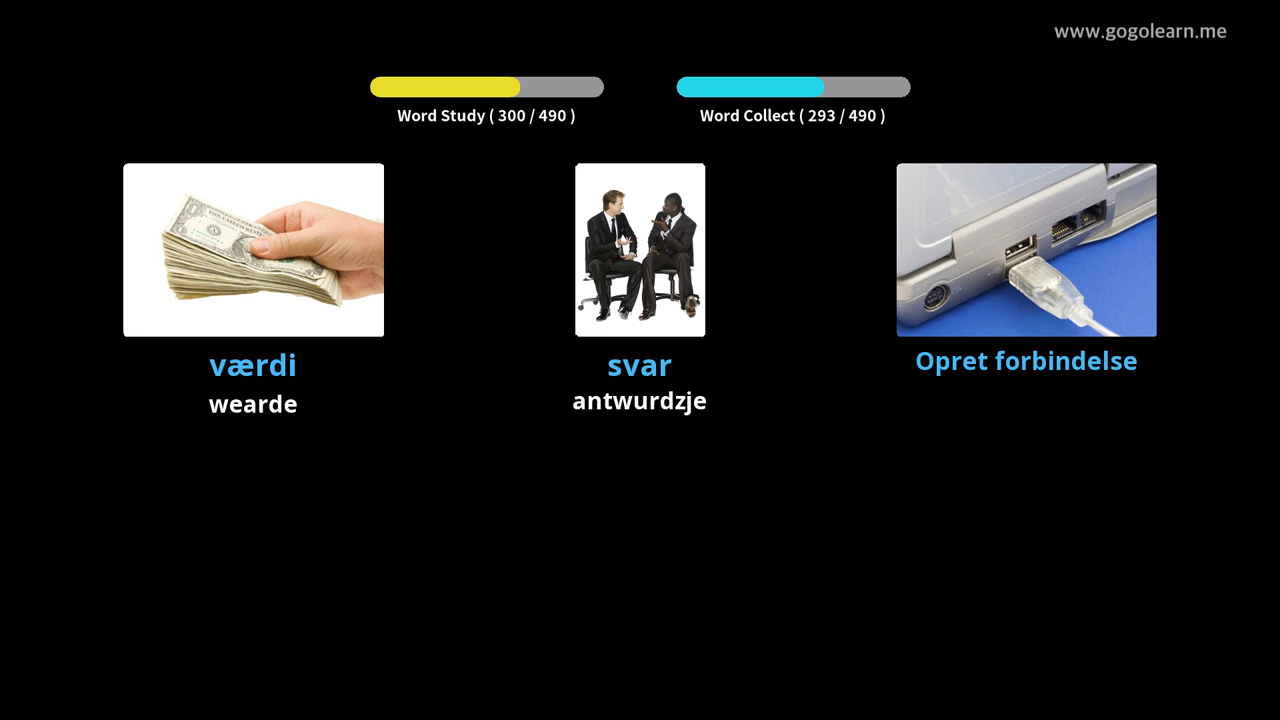 www.gogolearn.me
Word Study ( 300 / 490 )
Word Collect ( 293 / 490 )
værdi
wearde
svar
antwurdzje
Opret forbindelse